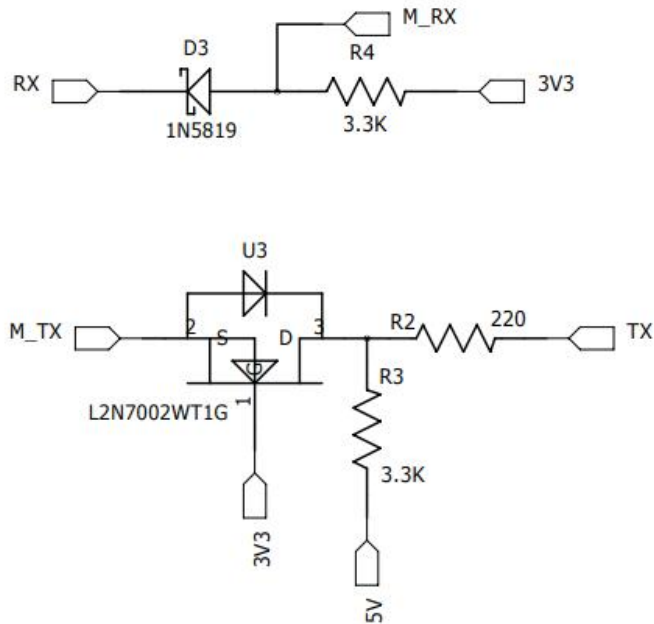 M_RX
D3
R4
RX
3V3
1N5819
3.3K
U3
M_TX
2
S
D
3
R2
220
TX
G
R3
L2N7002WT1G
1
3.3K
3V3
5V